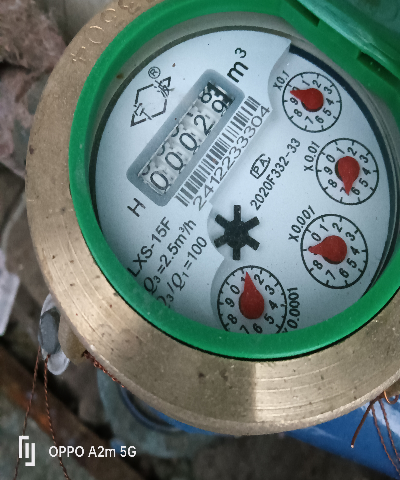 m³
0002
2412233304
PA
2020F332-33
H
LXS-15F
Q₃=2.5m³/h
Q₃/Q₁=100
X0.1
X0.01
X0.001
X0.0001
OPPO A2m 5G